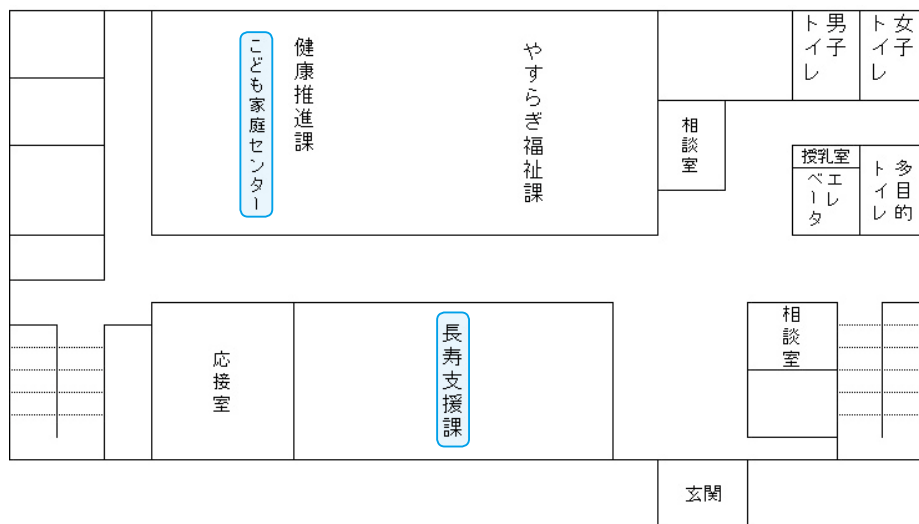 こども家庭センター
健康推進課
やすらぎ福祉課
相談室
男子
トイレ
女子
トイレ
授乳室
エレ
ベータ
多目的
トイレ
応接室
長寿支援課
相談室
玄関